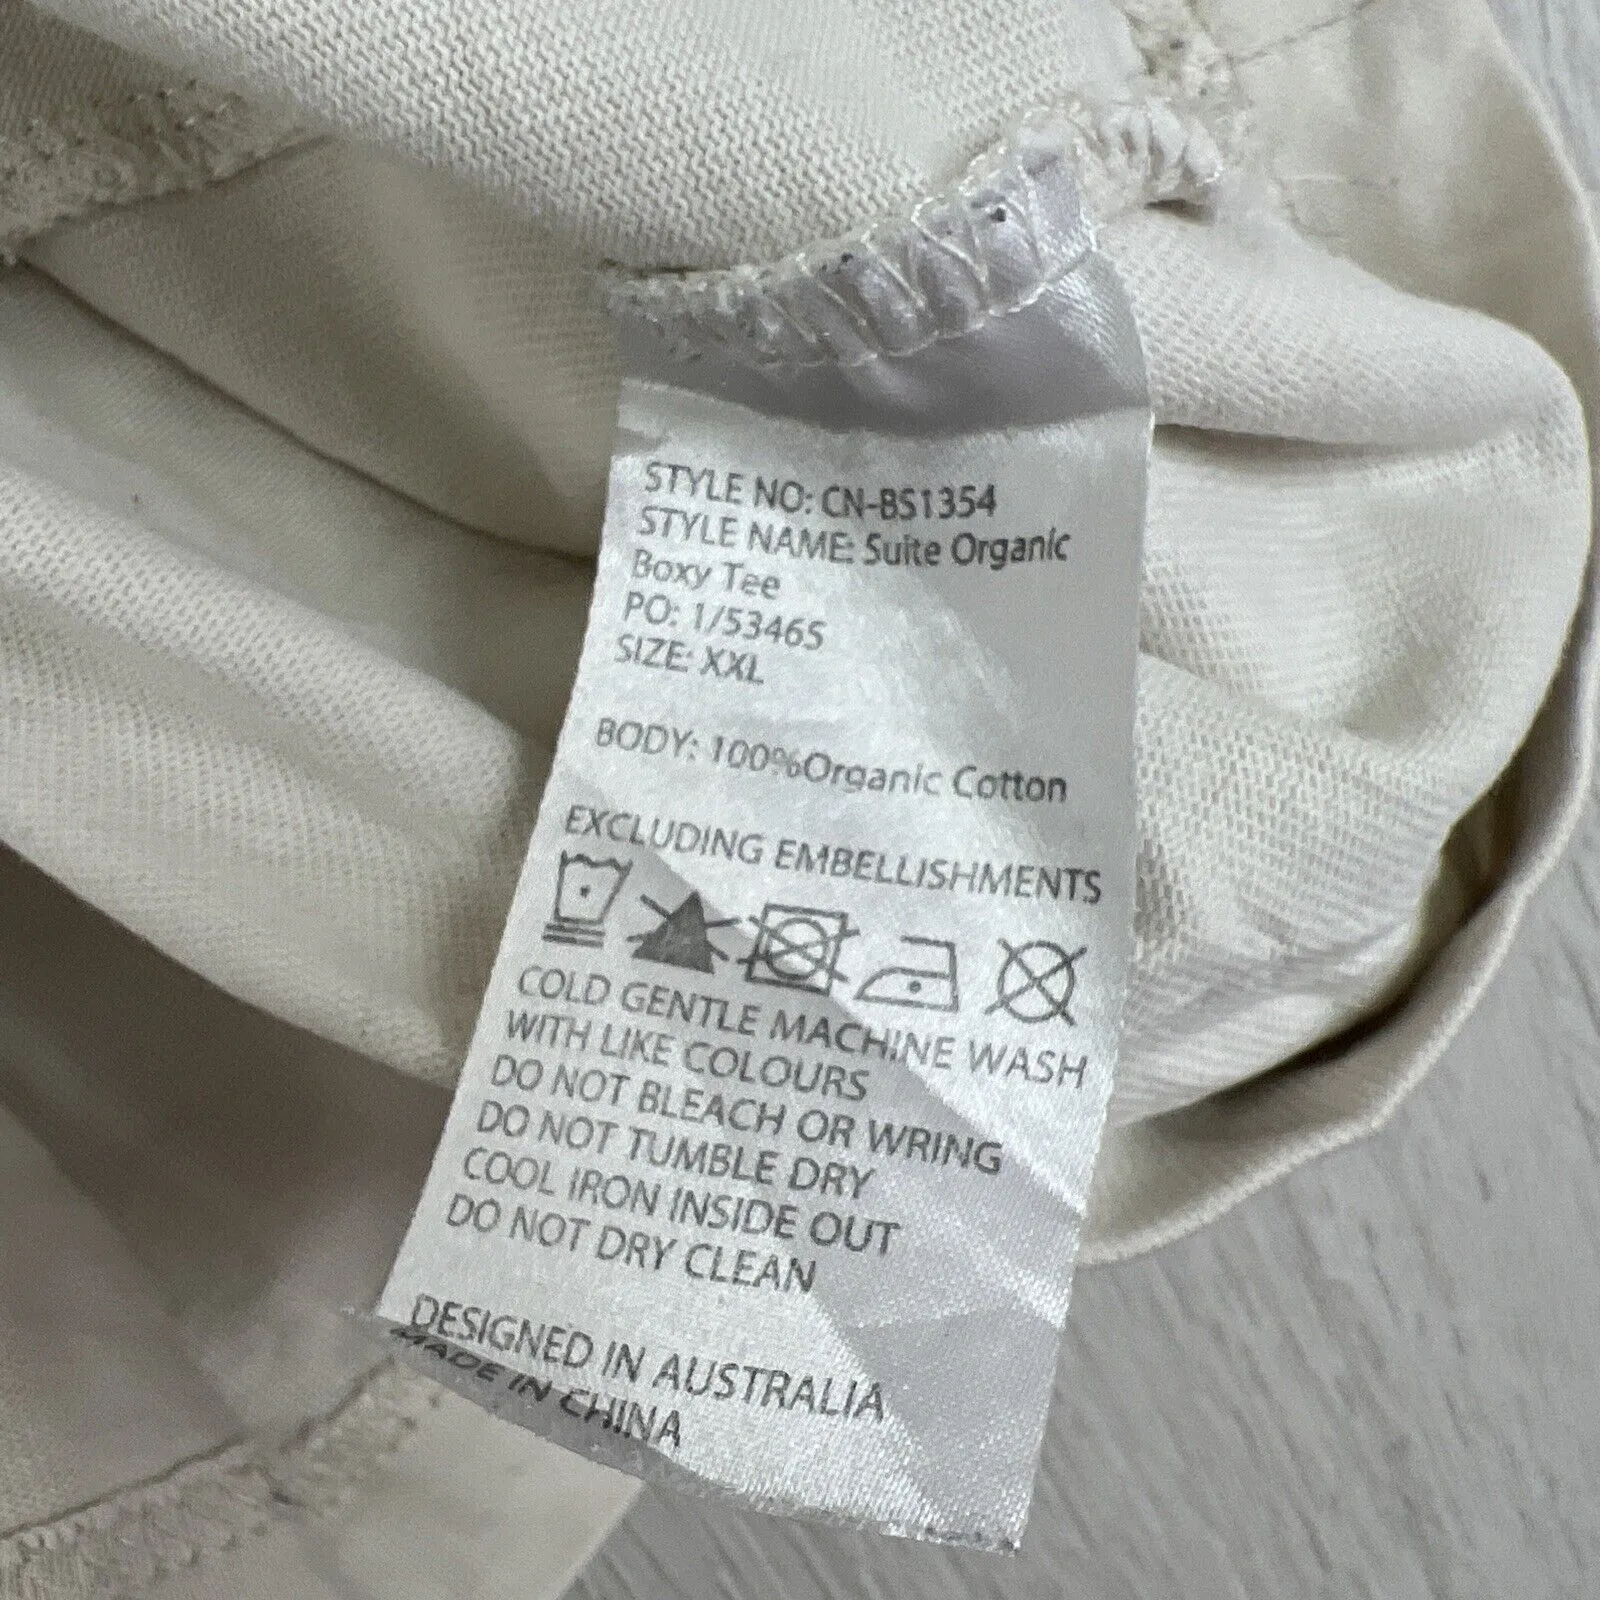 STYLE NO: CN-BS1354
STYLE NAME: Suite Organic
Boxy Tee
PO: 1/5346S
SIZE: XXL
BODY: 100%Organic Cotton
EXCLUDING EMBELLISHMENTS
COLD GENTLE MACHINE WASH
WITH LIKE COLOURS
DO NOT BLEACH OR WRING
DO NOT TUMBLE DRY
COOL IRON INSIDE OUT
DO NOT DRY CLEAN
DESIGNED IN AUSTRALIA
MADE IN CHINA